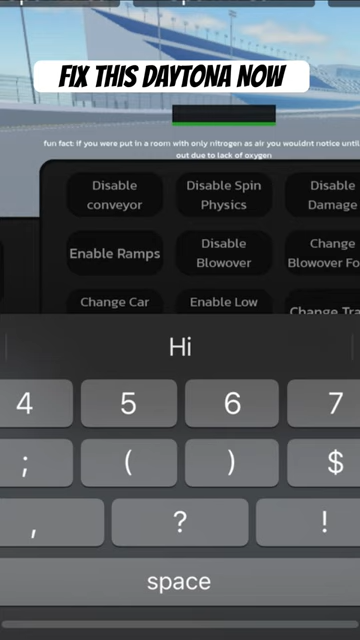 FIX THIS DAYTONA NOW
fun fact: if you were put in a room with only nitrogen as air you wouldnt notice until
out due to lack of oxygen
Disable
conveyor
Disable Spin
Physics
Disable
Damage
Enable Ramps
Disable
Blowover
Change
Blowover Fo
Change Car
Enable Low
Change Tra
Hi
4 5 6 7
; ( ) $
, ? !
space